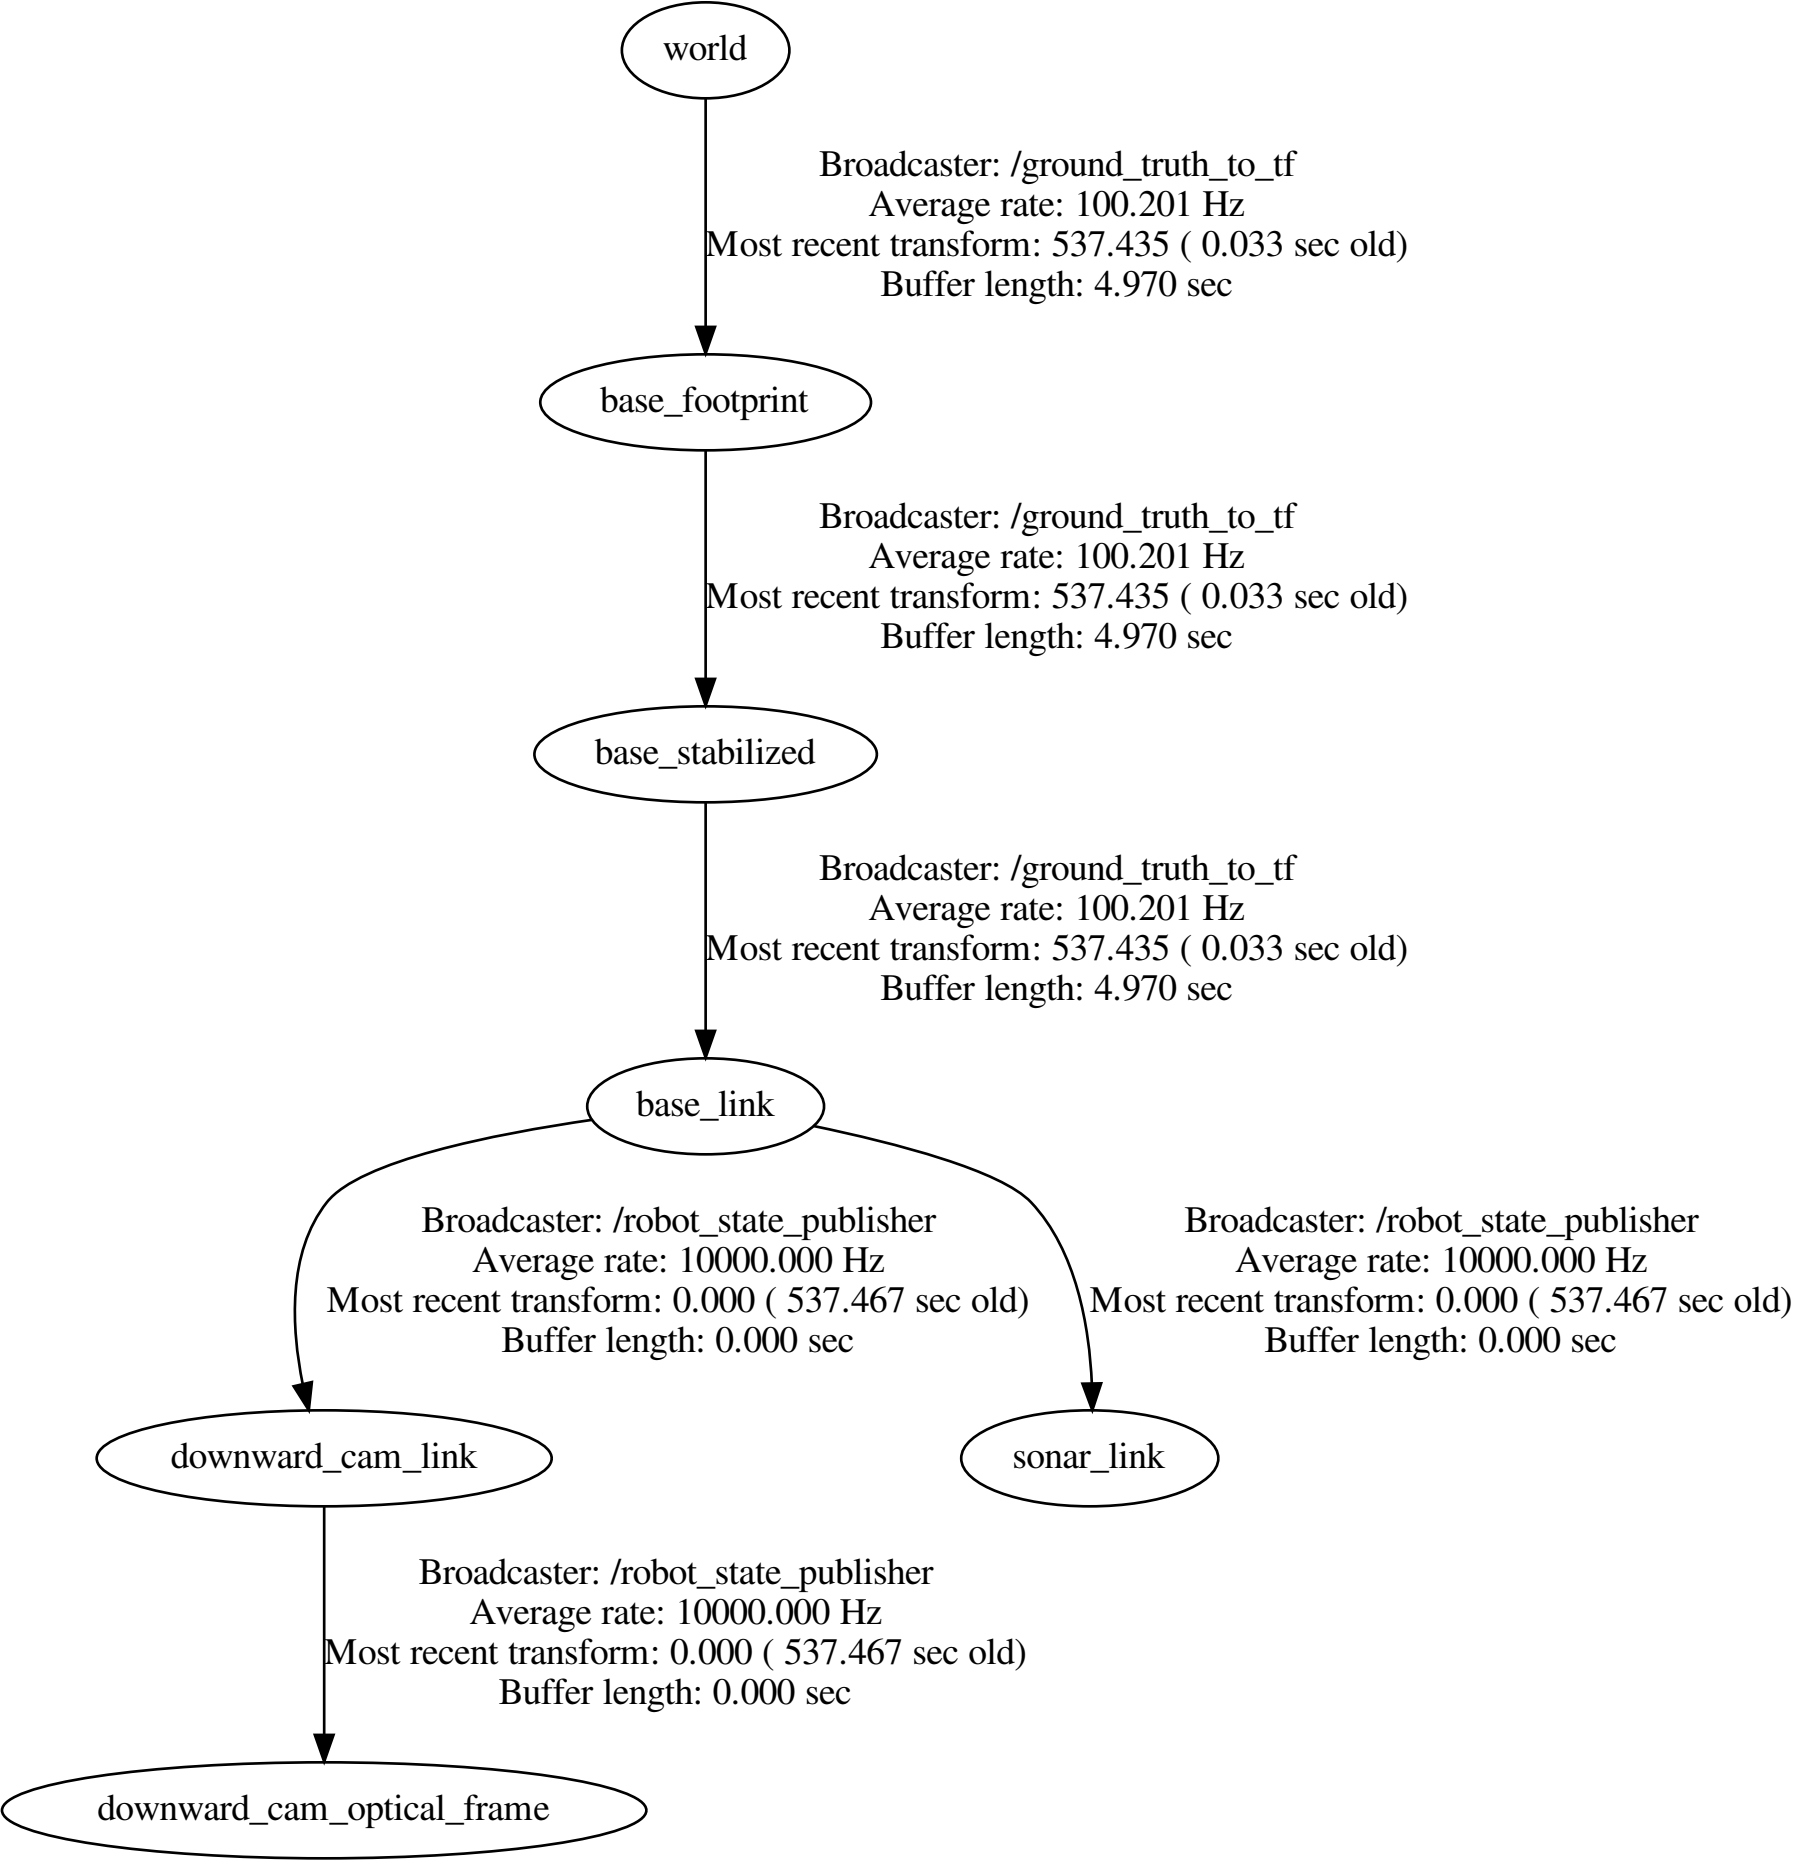 world
Broadcaster: /ground_truth_to_tf
Average rate: 100.201 Hz
Most recent transform: 537.435 ( 0.033 sec old)
Buffer length: 4.970 sec
base_footprint
Broadcaster: /ground_truth_to_tf
Average rate: 100.201 Hz
Most recent transform: 537.435 ( 0.033 sec old)
Buffer length: 4.970 sec
base_stabilized
Broadcaster: /ground_truth_to_tf
Average rate: 100.201 Hz
Most recent transform: 537.435 ( 0.033 sec old)
Buffer length: 4.970 sec
base_link
Broadcaster: /robot_state_publisher
Average rate: 10000.000 Hz
Most recent transform: 0.000 ( 537.467 sec old)
Buffer length: 0.000 sec
Broadcaster: /robot_state_publisher
Average rate: 10000.000 Hz
Most recent transform: 0.000 ( 537.467 sec old)
Buffer length: 0.000 sec
downward_cam_link
sonar_link
Broadcaster: /robot_state_publisher
Average rate: 10000.000 Hz
Most recent transform: 0.000 ( 537.467 sec old)
Buffer length: 0.000 sec
downward_cam_optical_frame